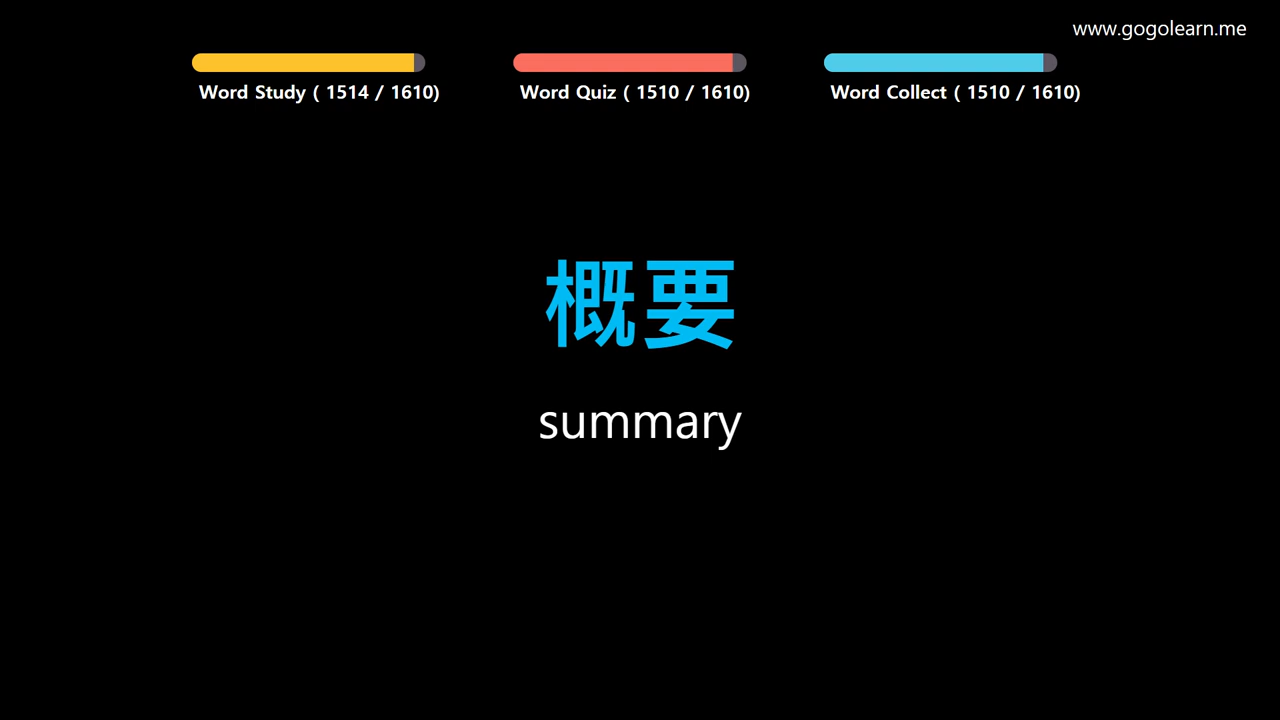 www.gogolearn.me
Word Study ( 1514 / 1610)
Word Quiz ( 1510 / 1610)
Word Collect ( 1510 / 1610)
概要
summary